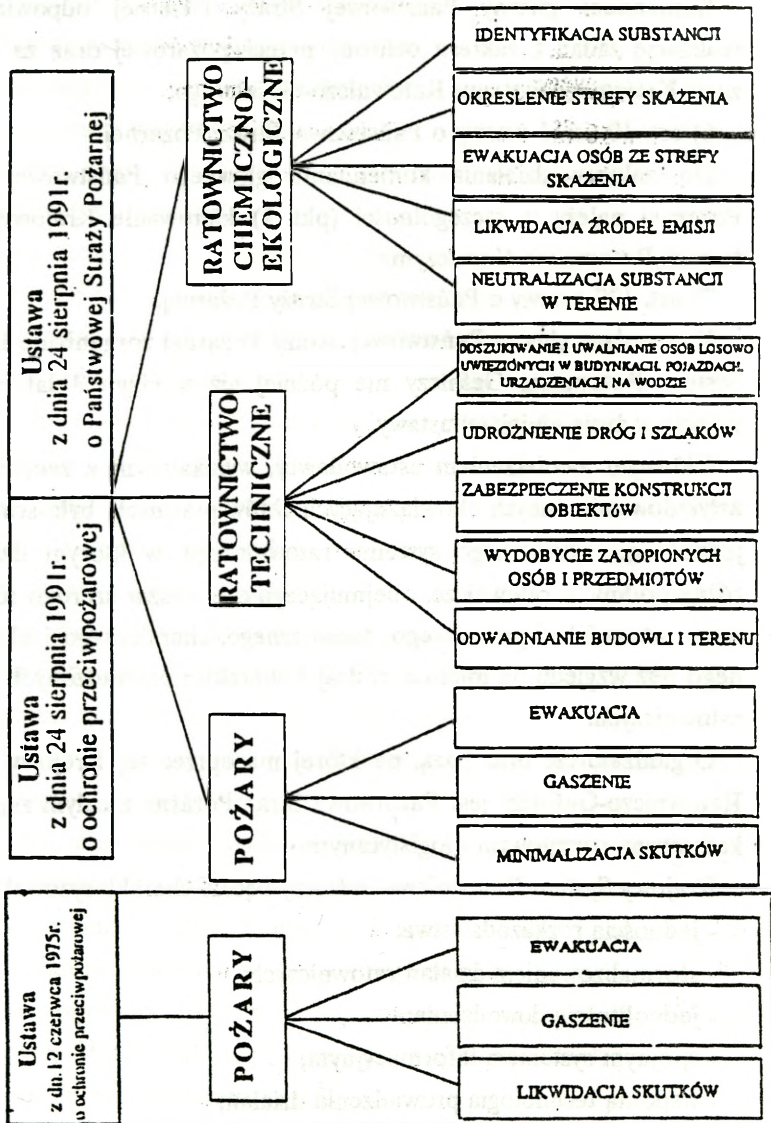 Ustawa
z dnia 24 sierpnia 1991r.
o Państwowej Straży Pożarnej
Ustawa
z dnia 24 sierpnia 1991r.
o ochronie przeciwpożarowej
Ustawa
z dn.12 czerwca 1975r.
o ochronie przeciwpożarowej
RATOWNICTWO
CHEMICZNO–
EKOLOGICZNE
IDENTYFIKACJA SUBSTANCJI
OKRESLENIE STREFY SKAŻENIA
EWAKUACJA OSÓB ZE STREFY
SKAŻENIA
LIKWIDACJA ŹRÓDEŁ EMISJI
NEUTRALIZACJA SUBSTANCJI
W TERENIE
RATOWNICTWO
TECHNICZNE
ODSZUKIWANIE I UWALNIANIE OSÓB LOSOWO
UWIĘZIONYCH W BUDYNKACH, POJAZDACH,
URZĄDZENIACH, NA WODZIE
UDROŻNIENIE DRÓG I SZLAKÓW
ZABEZPIECZENIE KONSTRUKCJI
OBIEKTóW
WYDOBYCIE ZATOPIONYCH
OSÓB I PRZEDMIOTÓW
ODWADNIANIE BUDOWLI I TERENU
POŻARY
EWAKUACJA
GASZENIE
MINIMALIZACJA SKUTKÓW
POŻARY
EWAKUACJA
GASZENIE
LIKWIDACJA SKUTKÓW